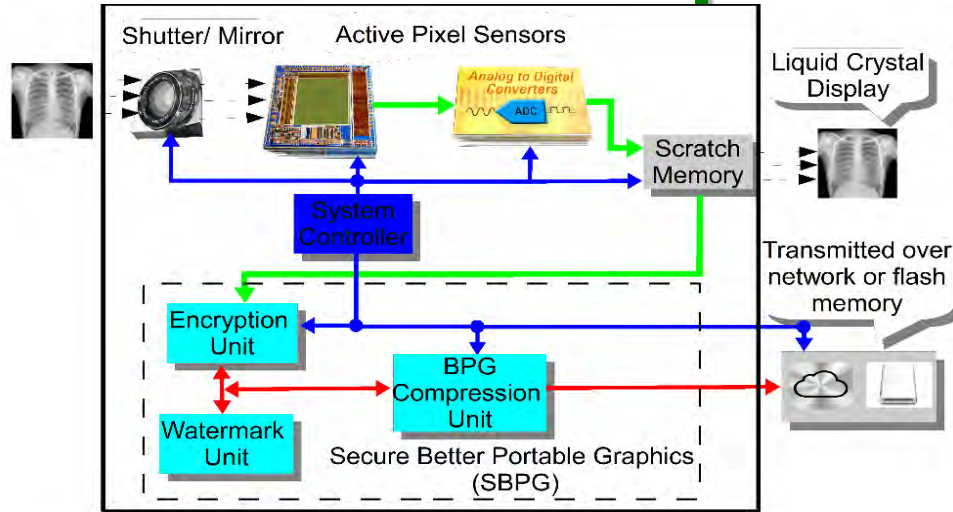 Shutter/ Mirror
Active Pixel Sensors
Analog to Digital
Converters
ADC
Liquid Crystal
Display
Scratch
Memory
System
Controller
Transmitted over
network or flash
memory
Encryption
Unit
BPG
Compression
Unit
Watermark
Unit
Secure Better Portable Graphics
(SBPG)